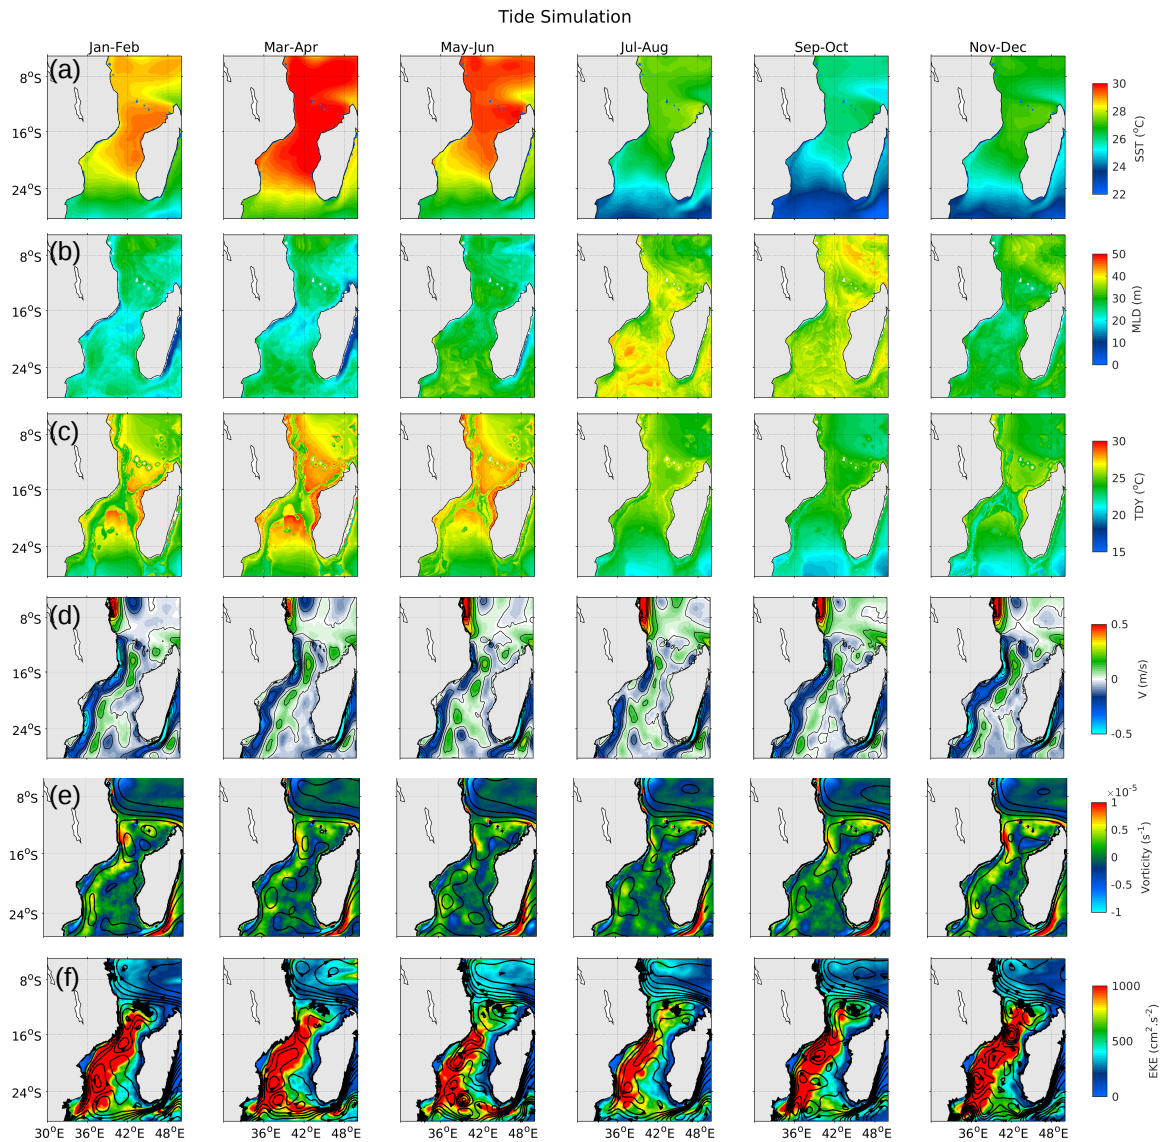 Tide Simulation
Jan-Feb Mar-Apr May-Jun Jul-Aug Sep-Oct Nov-Dec
(a)
8°S
16°S
24°S
30
28
26
24
22
SST (°C)
(b)
8°S
16°S
24°S
50
40
30
20
10
0
MLD (m)
(c)
8°S
16°S
24°S
30
25
20
15
TDY (°C)
(d)
8°S
16°S
24°S
0.5
0
-0.5
V (m/s)
(e)
8°S
16°S
24°S
×10⁻⁵
1
0.5
0
-0.5
-1
Vorticity (s⁻¹)
(f)
8°S
16°S
24°S
1000
500
0
EKE (cm².s⁻²)
30°E 36°E 42°E 48°E 36°E 42°E 48°E 36°E 42°E 48°E 36°E 42°E 48°E 36°E 42°E 48°E 36°E 42°E 48°E